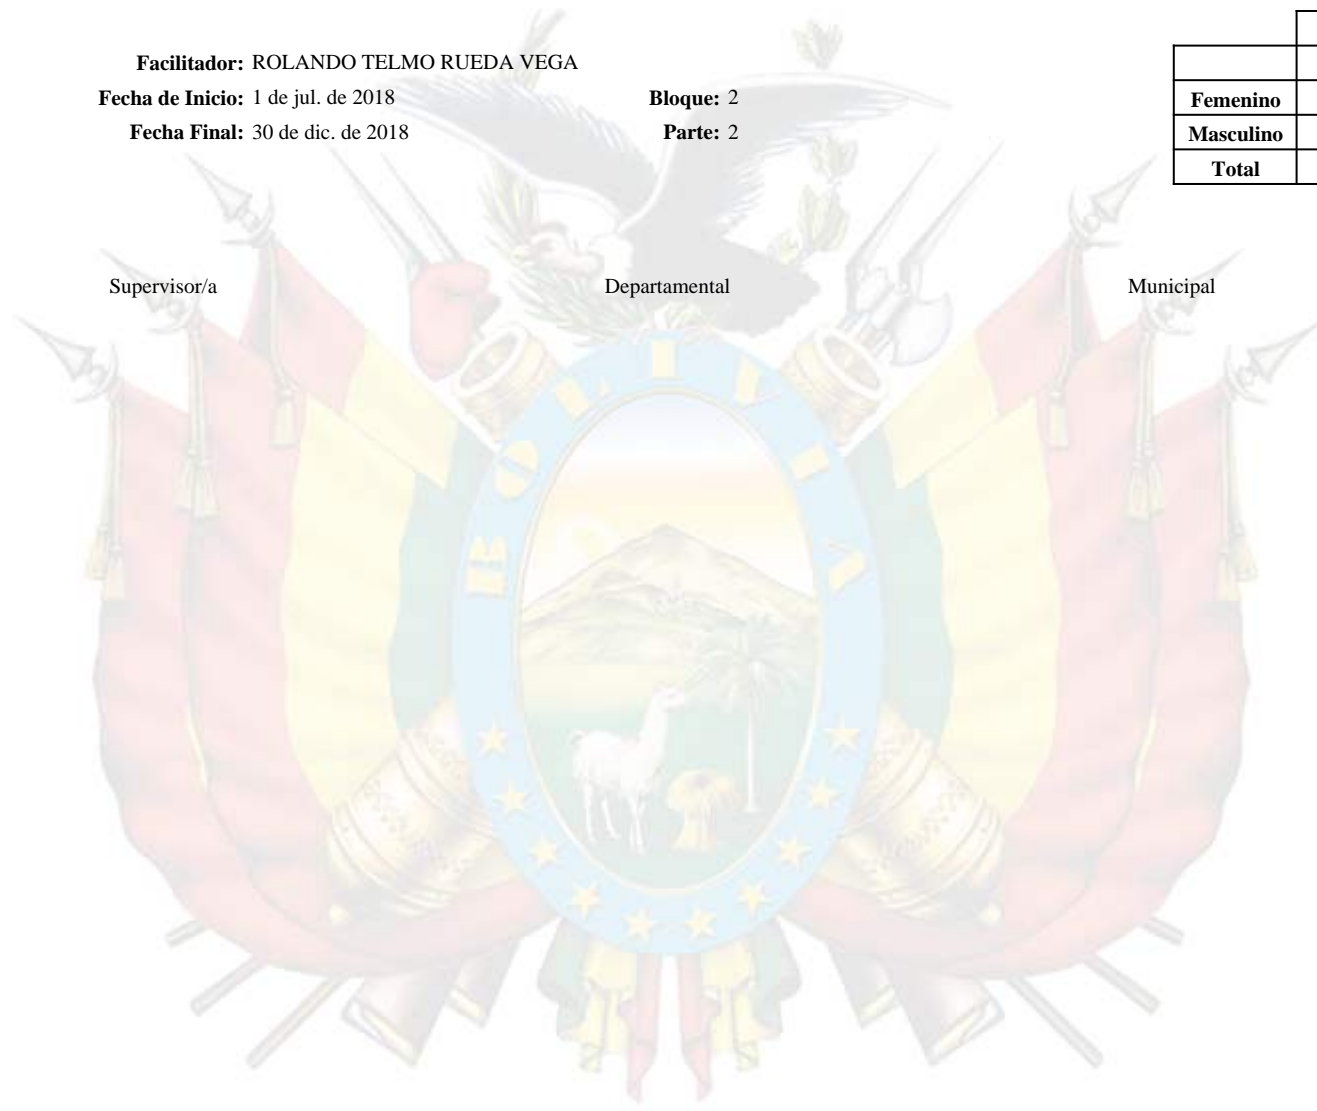 Facilitador: ROLANDO TELMO RUEDA VEGA
Fecha de Inicio: 1 de jul. de 2018 Bloque: 2
Fecha Final: 30 de dic. de 2018 Parte: 2
Femenino
Masculino
Total
Supervisor/a Departamental Municipal
BOLIVIA